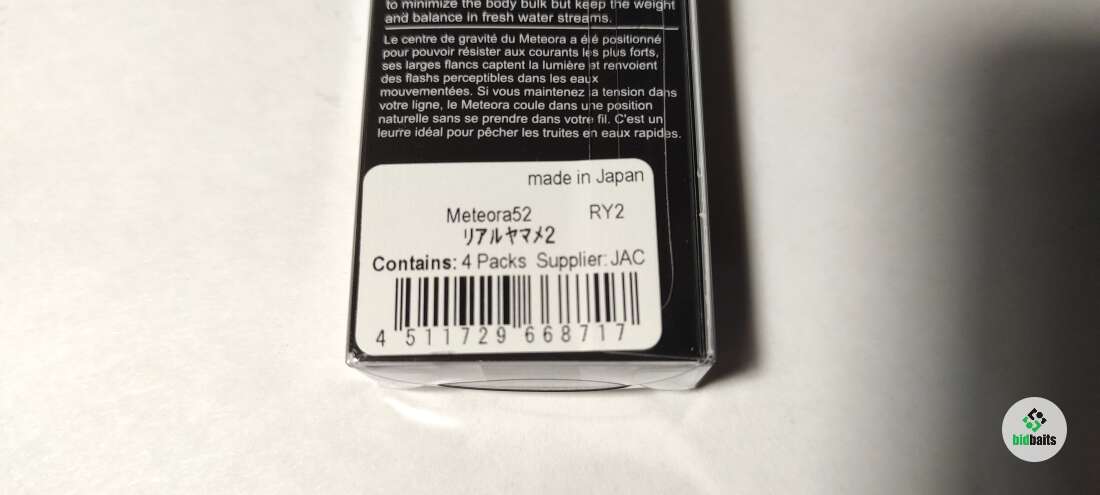 to minimize the body bulk but keep the weight
and balance in fresh water streams.
Le centre de gravité du Meteora a été positionné
pour pouvoir résister aux courants les plus forts,
ses larges flancs captent la lumière et renvoient
des flashs perceptibles dans les eaux
mouvementées. Si vous maintenez la tension dans
votre ligne, le Meteora coule dans une position
naturelle sans se prendre dans votre fil. C'est un
leurre idéal pour pêcher les truites en eaux rapides.
made in Japan
Meteora52 RY2
リアルヤマメ2
Contains: 4 Packs Supplier: JAC
4 511729 668717
bidbaits